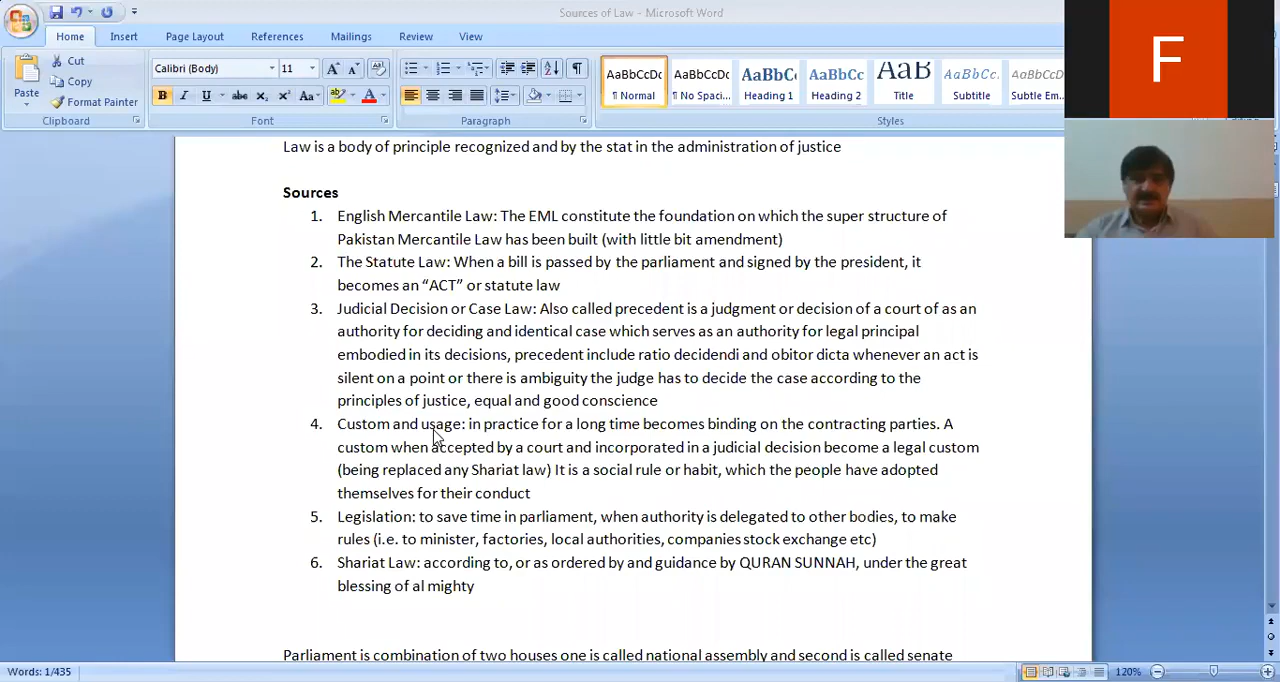 Sources of Law - Microsoft Word
Home Insert Page Layout References Mailings Review View
Paste
Cut
Copy
Format Painter
Calibri (Body) 11
B I U abc X₂ X² Aa
AaBbCcDc AaBbCcDc AaBbCc AaBbCc AaB AaBbCc. AaBbCcDc
¶ Normal ¶ No Spaci... Heading 1 Heading 2 Title Subtitle Subtle Em...
Clipboard Font Paragraph Styles
F
Law is a body of principle recognized and by the stat in the administration of justice
Sources
1. English Mercantile Law: The EML constitute the foundation on which the super structure of
Pakistan Mercantile Law has been built (with little bit amendment)
2. The Statute Law: When a bill is passed by the parliament and signed by the president, it
becomes an “ACT” or statute law
3. Judicial Decision or Case Law: Also called precedent is a judgment or decision of a court of as an
authority for deciding and identical case which serves as an authority for legal principal
embodied in its decisions, precedent include ratio decidendi and obitor dicta whenever an act is
silent on a point or there is ambiguity the judge has to decide the case according to the
principles of justice, equal and good conscience
4. Custom and usage: in practice for a long time becomes binding on the contracting parties. A
custom when accepted by a court and incorporated in a judicial decision become a legal custom
(being replaced any Shariat law) It is a social rule or habit, which the people have adopted
themselves for their conduct
5. Legislation: to save time in parliament, when authority is delegated to other bodies, to make
rules (i.e. to minister, factories, local authorities, companies stock exchange etc)
6. Shariat Law: according to, or as ordered by and guidance by QURAN SUNNAH, under the great
blessing of al mighty
Parliament is combination of two houses one is called national assembly and second is called senate
Words: 1/435
120%